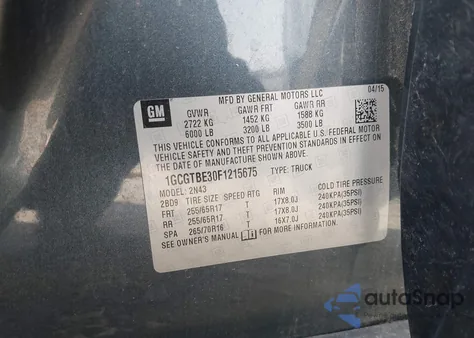 MFD BY GENERAL MOTORS LLC 04/15
GM GVWR GAWR FRT GAWR RR
2722 KG 1452 KG 1588 KG
6000 LB 3200 LB 3500 LB
THIS VEHICLE CONFORMS TO ALL APPLICABLE U.S. FEDERAL MOTOR
VEHICLE SAFETY AND THEFT PREVENTION STANDARDS IN EFFECT ON
THE DATE OF MANUFACTURE SHOWN ABOVE.
1GCGTBE30F1215675 TYPE: TRUCK
MODEL: 2N43
2BD9 TIRE SIZE SPEED RTG RIM COLD TIRE PRESSURE
FRT 255/65R17 T 17X8.0J 240KPA(35PSI)
RR 255/65R17 T 17X8.0J 240KPA(35PSI)
SPA 265/70R16 T 16X7.0J 240KPA(35PSI)
SEE OWNER'S MANUAL
autoSnap